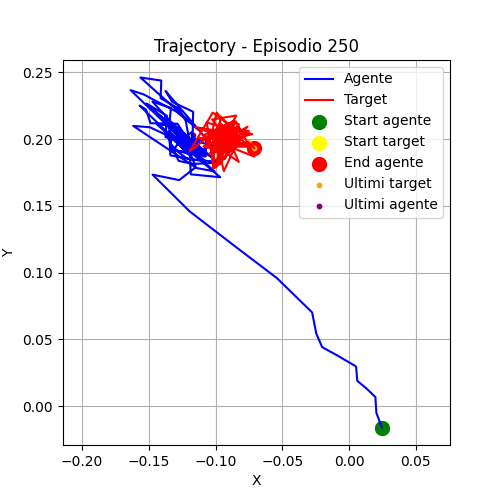 Trajectory - Episodio 250
Agente
Target
Start agente
Start target
End agente
Ultimi target
Ultimi agente
0.25
0.20
0.15
0.10
0.05
0.00
Y
−0.20
−0.15
−0.10
−0.05
0.00
0.05
X